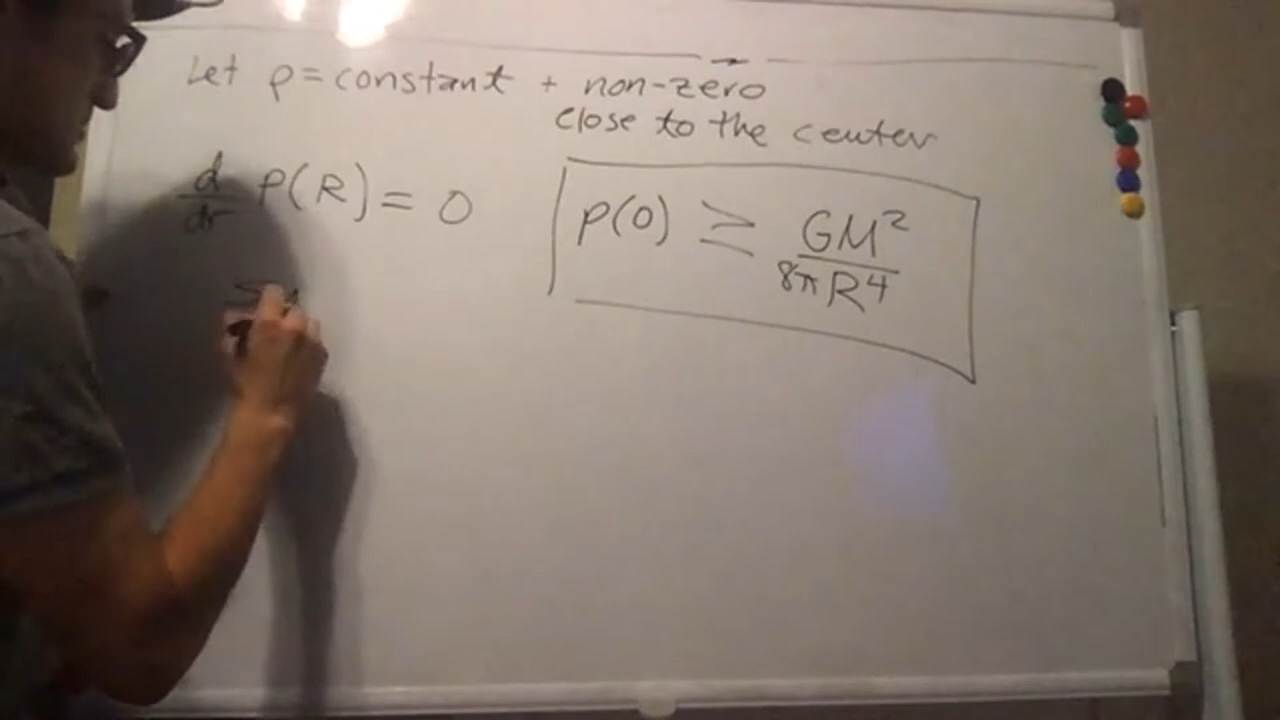 Let ρ = constant + non-zero
close to the center
d/dr P(R) = 0
P(0) ≥ GM²/8πR⁴